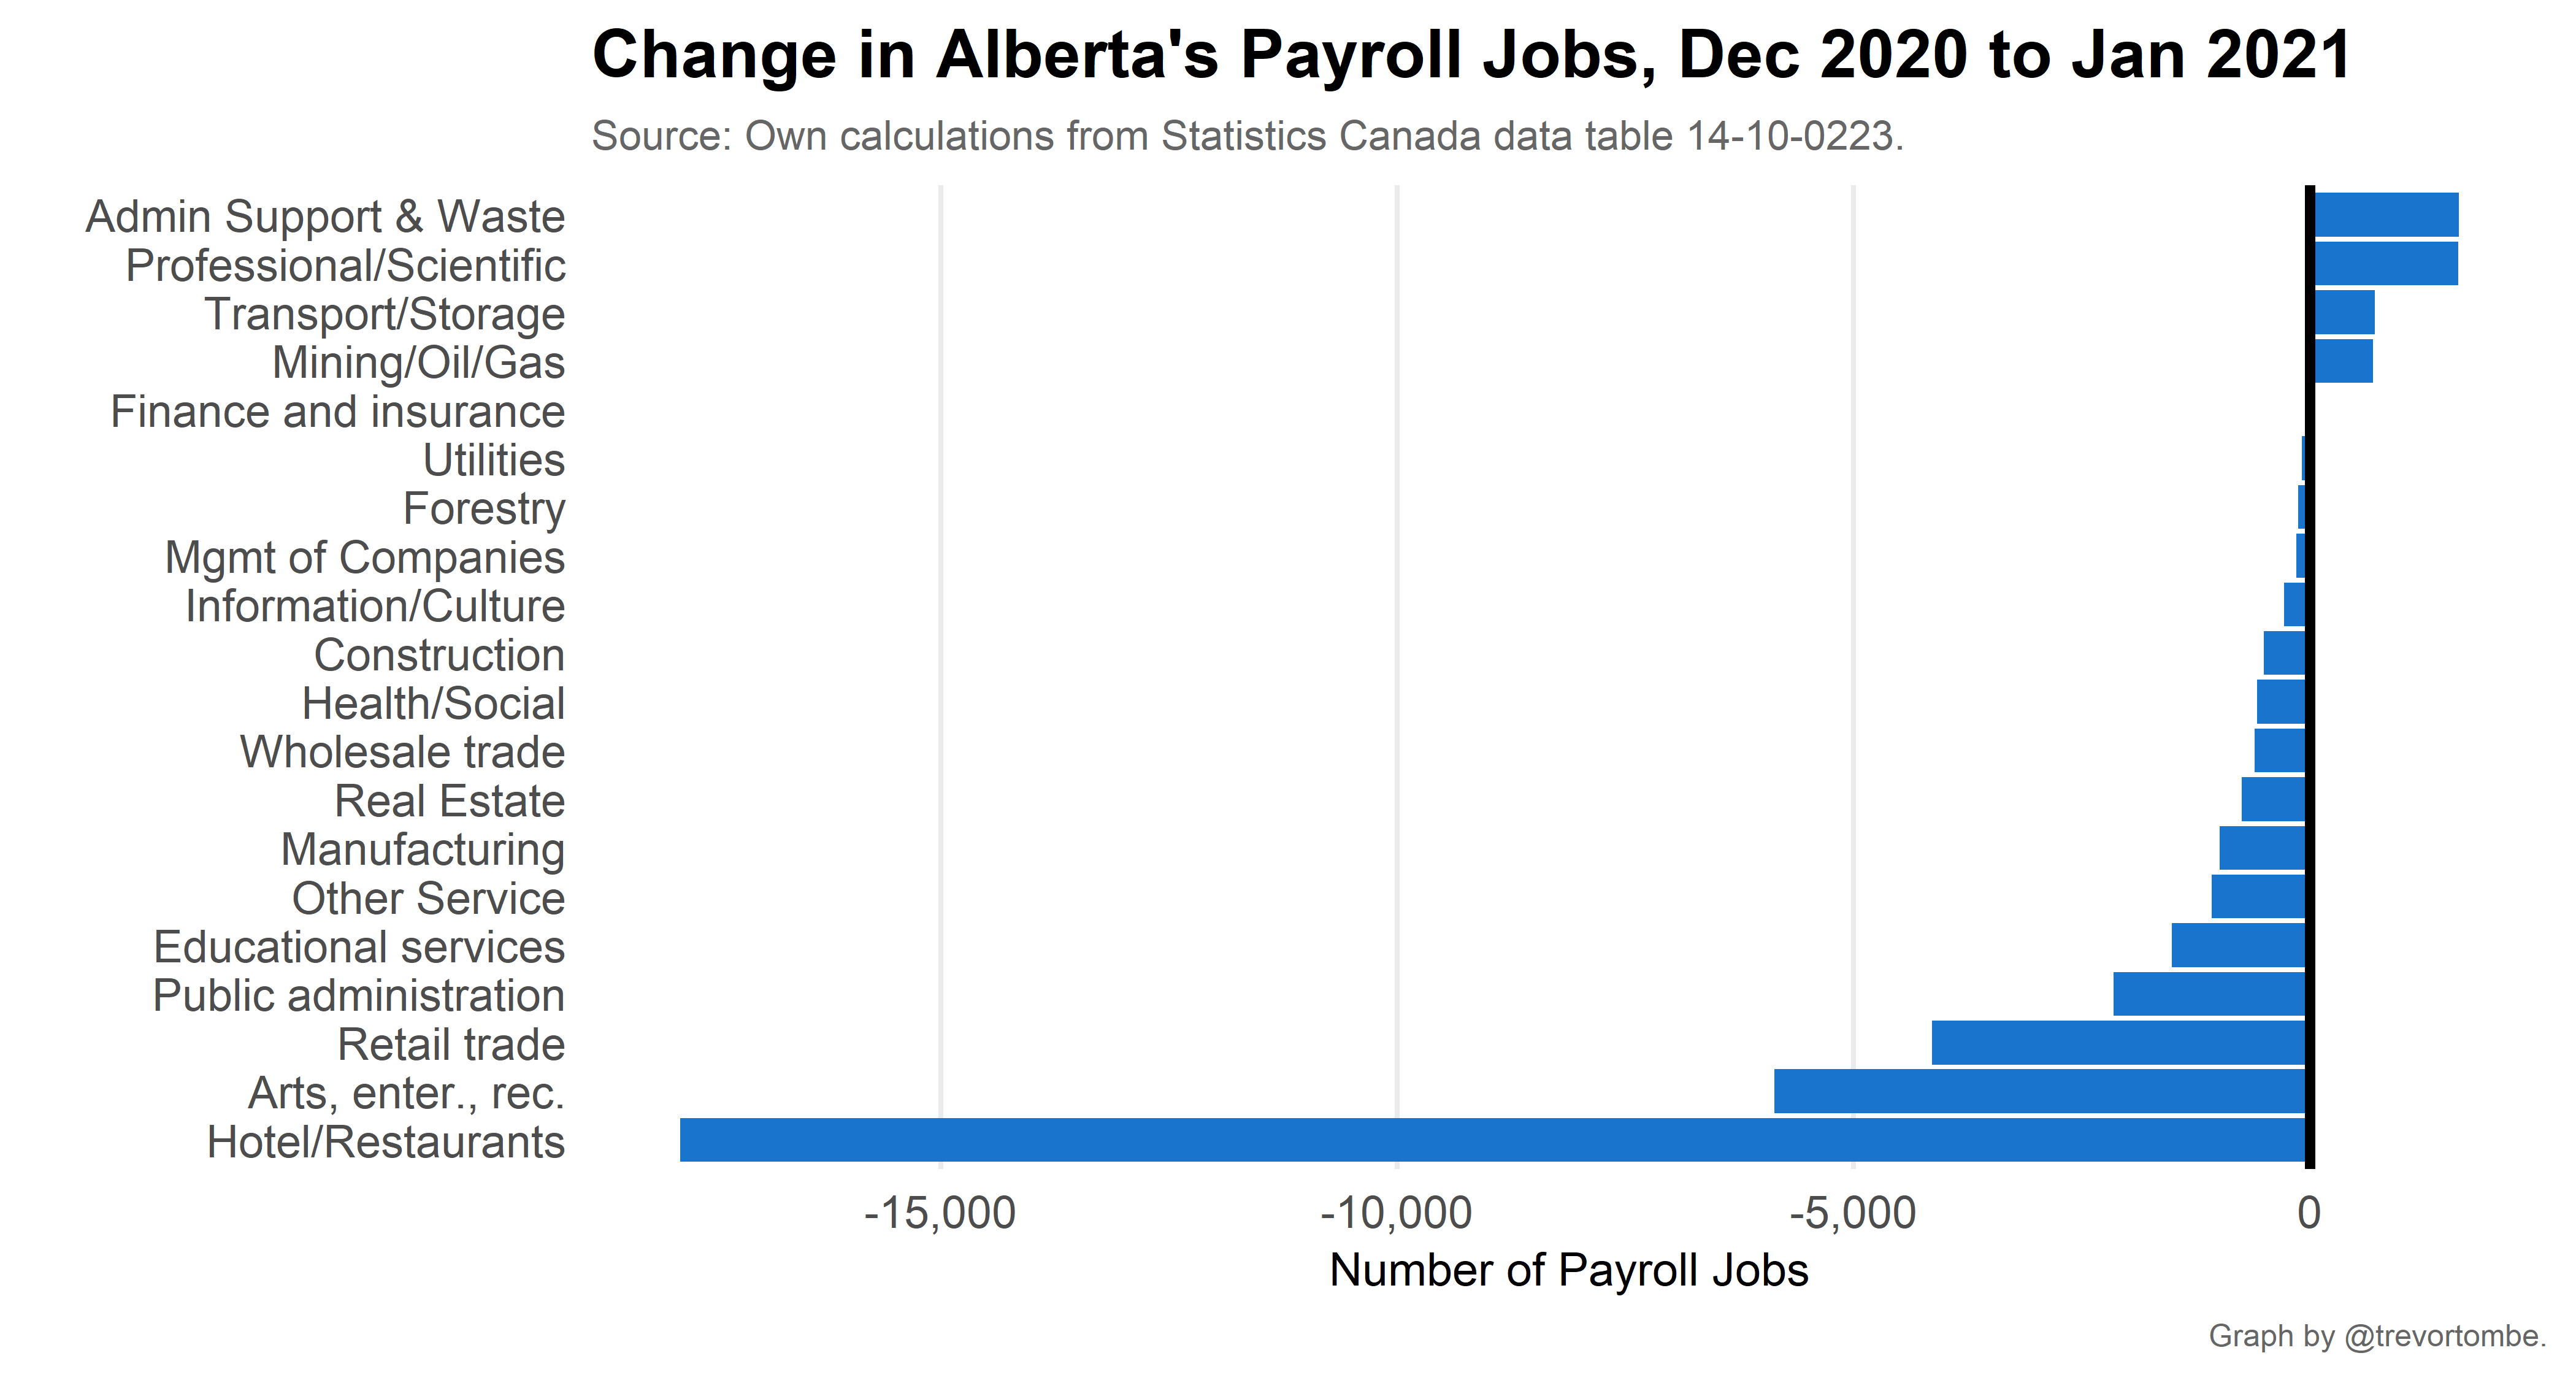 Change in Alberta's Payroll Jobs, Dec 2020 to Jan 2021
Source: Own calculations from Statistics Canada data table 14-10-0223.
Admin Support & Waste
Professional/Scientific
Transport/Storage
Mining/Oil/Gas
Finance and insurance
Utilities
Forestry
Mgmt of Companies
Information/Culture
Construction
Health/Social
Wholesale trade
Real Estate
Manufacturing
Other Service
Educational services
Public administration
Retail trade
Arts, enter., rec.
Hotel/Restaurants
-15,000 -10,000 -5,000 0
Number of Payroll Jobs
Graph by @trevortombe.